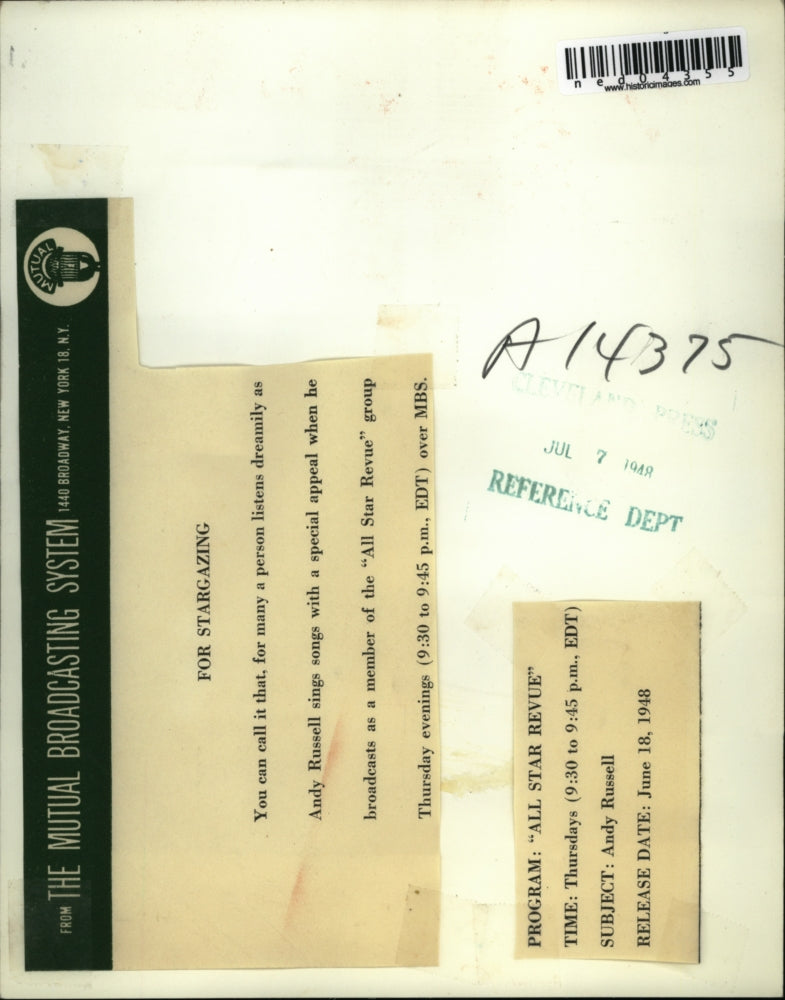 ned04355
www.historicimages.com
FROM THE MUTUAL BROADCASTING SYSTEM 1440 BROADWAY, NEW YORK 18, N.Y.
MUTUAL
FOR STARGAZING
You can call it that, for many a person listens dreamily as
Andy Russell sings songs with a special appeal when he
broadcasts as a member of the “All Star Revue” group
Thursday evenings (9:30 to 9:45 p.m., EDT) over MBS.
A14375
CLEVELAND PRESS
JUL 7 1948
REFERENCE DEPT
PROGRAM: “ALL STAR REVUE”
TIME: Thursdays (9:30 to 9:45 p.m., EDT)
SUBJECT: Andy Russell
RELEASE DATE: June 18, 1948